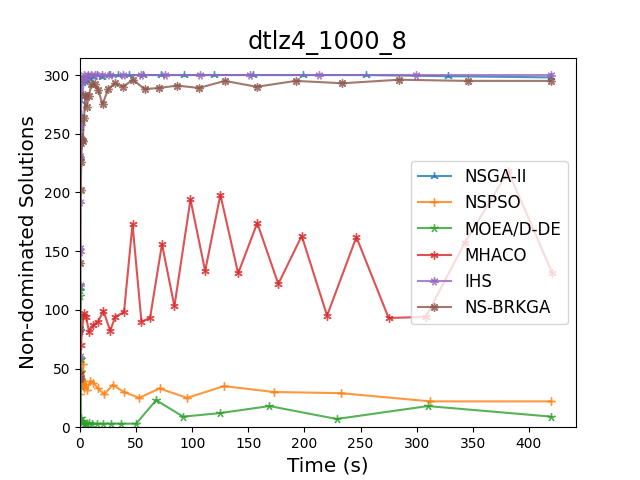 dtlz4_1000_8
Non-dominated Solutions
300
250
200
150
100
50
0
NSGA-II
NSPSO
MOEA/D-DE
MHACO
IHS
NS-BRKGA
0 50 100 150 200 250 300 350 400
Time (s)